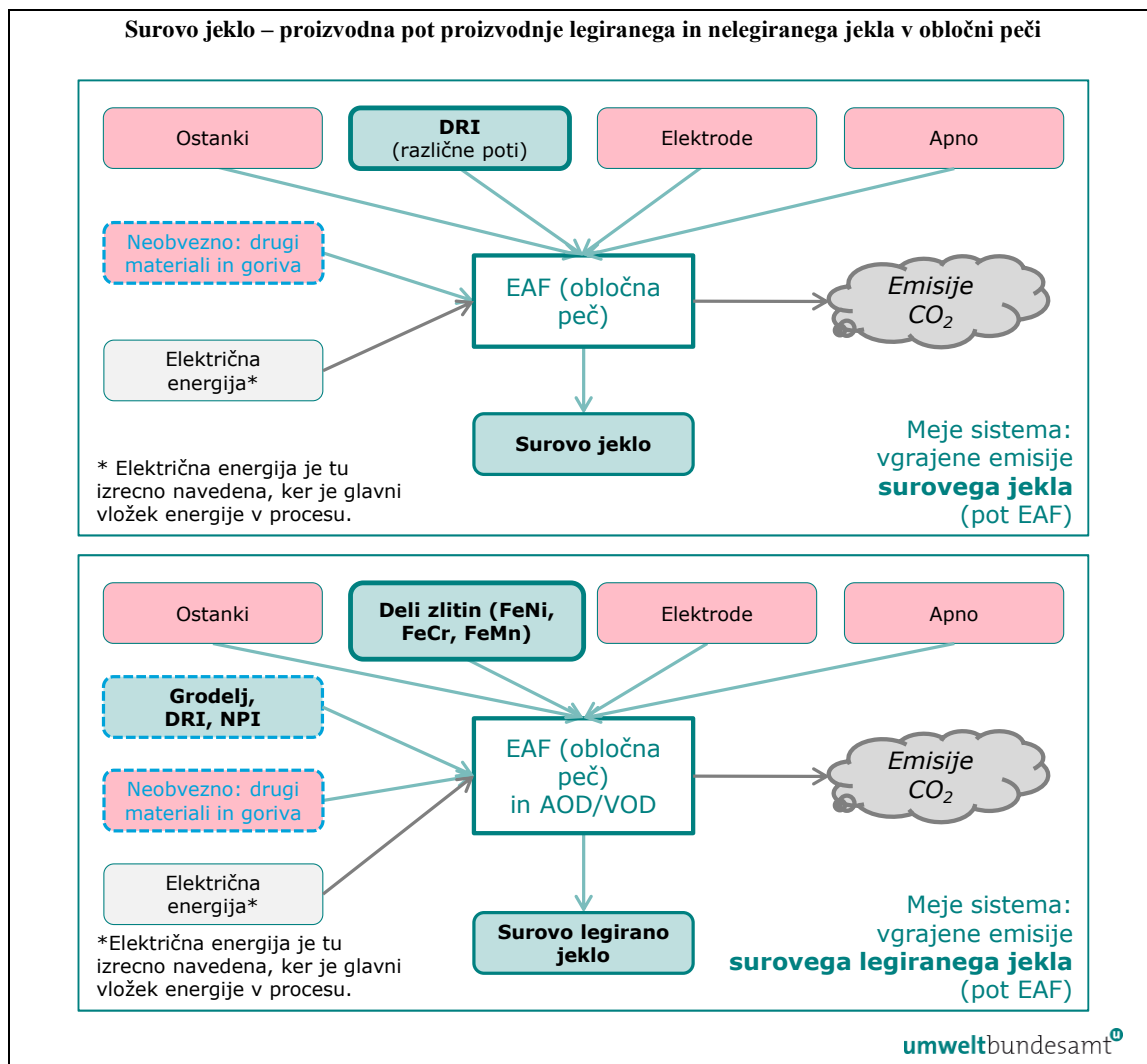 Surovo jeklo – proizvodna pot proizvodnje legiranega in nelegiranega jekla v obločni peči
Ostanki
DRI
(različne poti)
Elektrode
Apno
Neobvezno: drugi
materiali in goriva
EAF (obločna
peč)
Emisije
CO₂
Električna
energija*
Surovo jeklo
* Električna energija je tu
izrecno navedena, ker je glavni
vložek energije v procesu.
Meje sistema:
vgrajene emisije
surovega jekla
(pot EAF)
Ostanki
Deli zlitin (FeNi,
FeCr, FeMn)
Elektrode
Apno
Grodelj,
DRI, NPI
Neobvezno: drugi
materiali in goriva
EAF (obločna
peč)
in AOD/VOD
Emisije
CO₂
Električna
energija*
Surovo legirano
jeklo
*Električna energija je tu
izrecno navedena, ker je glavni
vložek energije v procesu.
Meje sistema:
vgrajene emisije
surovega legiranega jekla
(pot EAF)
umweltbundesamt u